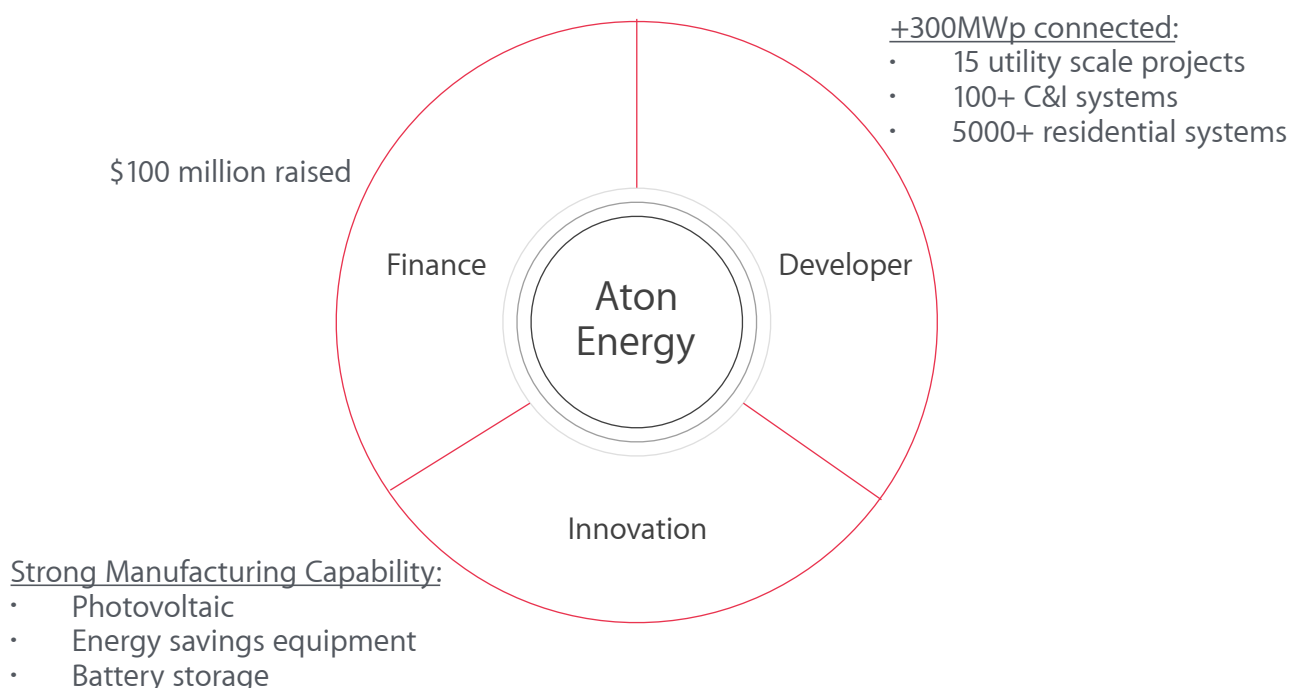 +300MWp connected:
· 15 utility scale projects
· 100+ C&I systems
· 5000+ residential systems
$100 million raised
Finance
Developer
Aton
Energy
Innovation
Strong Manufacturing Capability:
· Photovoltaic
· Energy savings equipment
· Battery storage